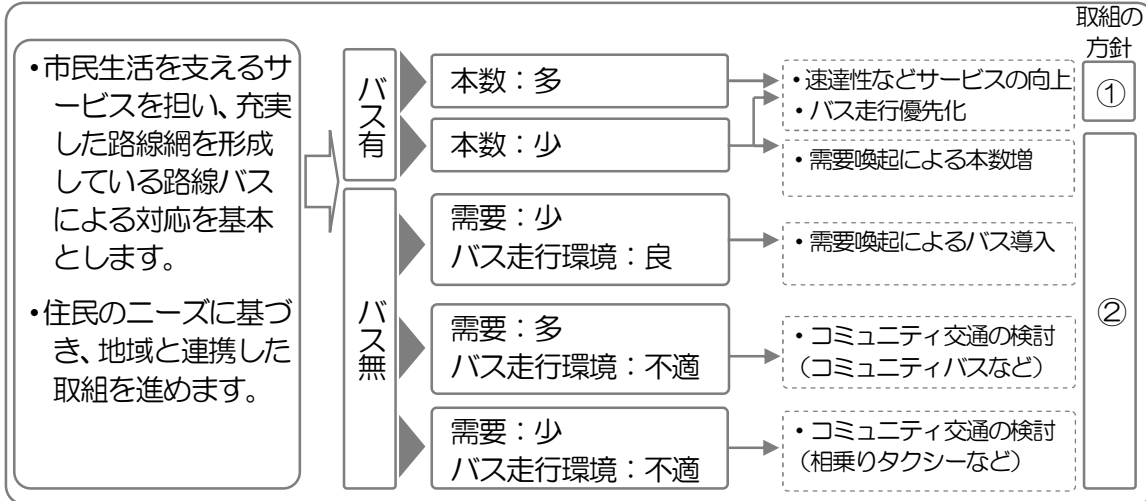 取組の
方針
・市民生活を支えるサ
ービスを担い、充実
した路線網を形成
している路線バス
による対応を基本
とします。
・住民のニーズに基づ
き、地域と連携した
取組を進めます。
バス有
本数：多
本数：少
・速達性などサービスの向上
・バス走行優先化
①
・需要喚起による本数増
バス無
需要：少
バス走行環境：良
・需要喚起によるバス導入
需要：多
バス走行環境：不適
・コミュニティ交通の検討
（コミュニティバスなど）
需要：少
バス走行環境：不適
・コミュニティ交通の検討
（相乗りタクシーなど）
②